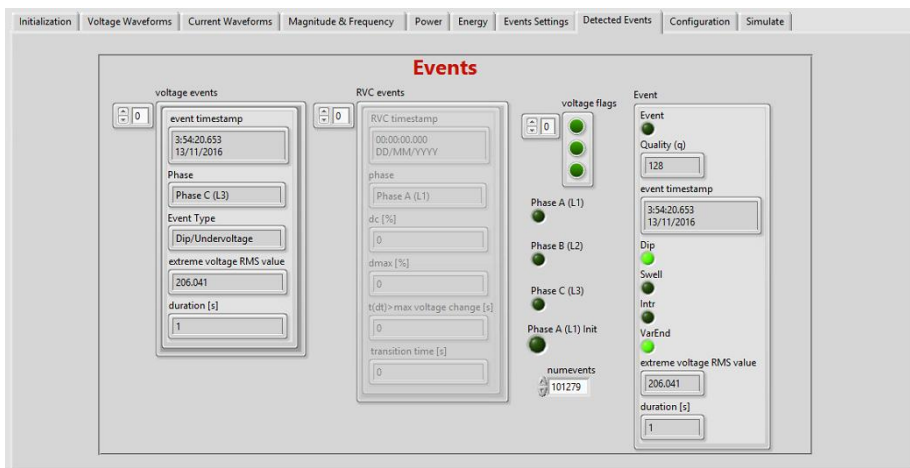 Initialization Voltage Waveforms Current Waveforms Magnitude & Frequency Power Energy Events Settings Detected Events Configuration Simulate
Events
voltage events
0
event timestamp
3:54:20.653
13/11/2016
Phase
Phase C (L3)
Event Type
Dip/Undervoltage
extreme voltage RMS value
206.041
duration [s]
1
RVC events
0
RVC timestamp
00:00:00.000
DD/MM/YYYY
phase
Phase A (L1)
dc [%]
0
dmax [%]
0
t(dt)>max voltage change [s]
0
transition time [s]
0
voltage flags
0
Phase A (L1)
Phase B (L2)
Phase C (L3)
Phase A (L1) Init
numevents
101279
Event
Event
Quality (q)
128
event timestamp
3:54:20.653
13/11/2016
Dip
Swell
Intr
VarEnd
extreme voltage RMS value
206.041
duration [s]
1